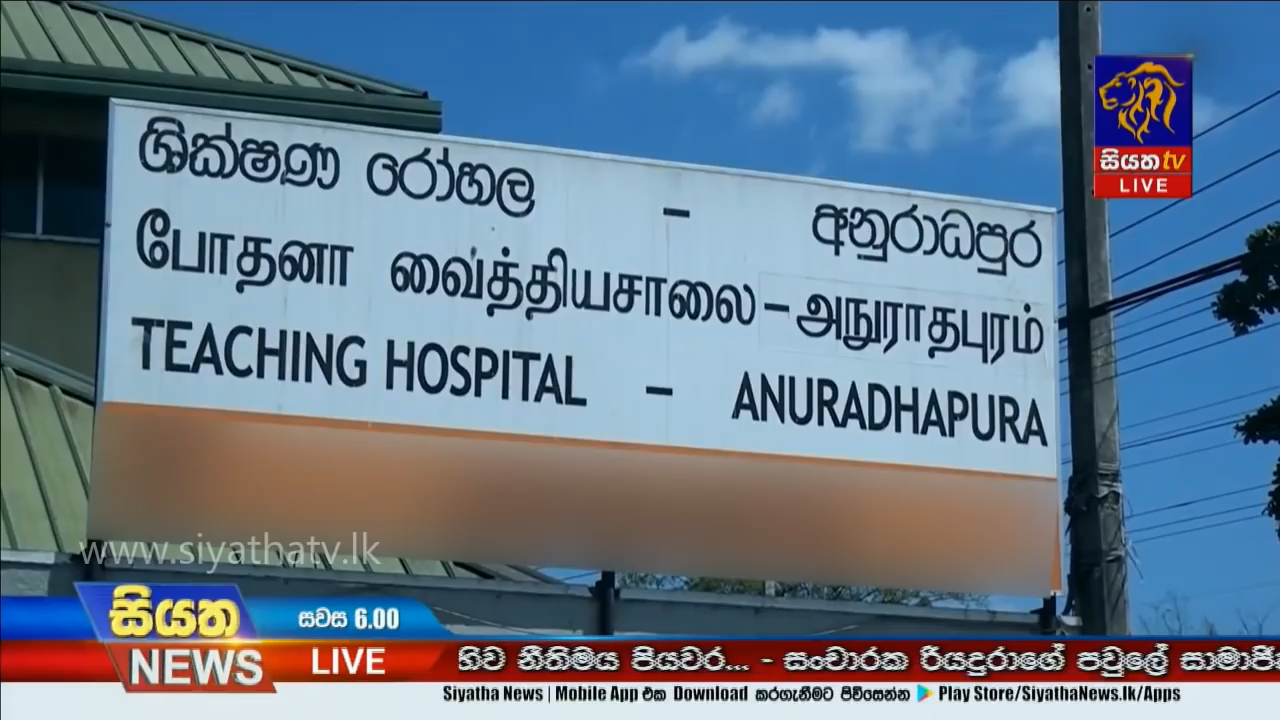 සියත tv
LIVE
ශික්ෂණ රෝහල - අනුරාධපුර
போதனா வைத்தியசாலை - அநுராதபுரம்
TEACHING HOSPITAL - ANURADHAPURA
www.siyathatv.lk
සියත සවස 6.00
NEWS LIVE හිව නීතිමය පියවර... - සංචාරක රියදුරාගේ පවුලේ
Siyatha News | Mobile App එක Download කරගැනීමට පිවිසෙන්න Play Store/SiyathaNews.lk/Apps